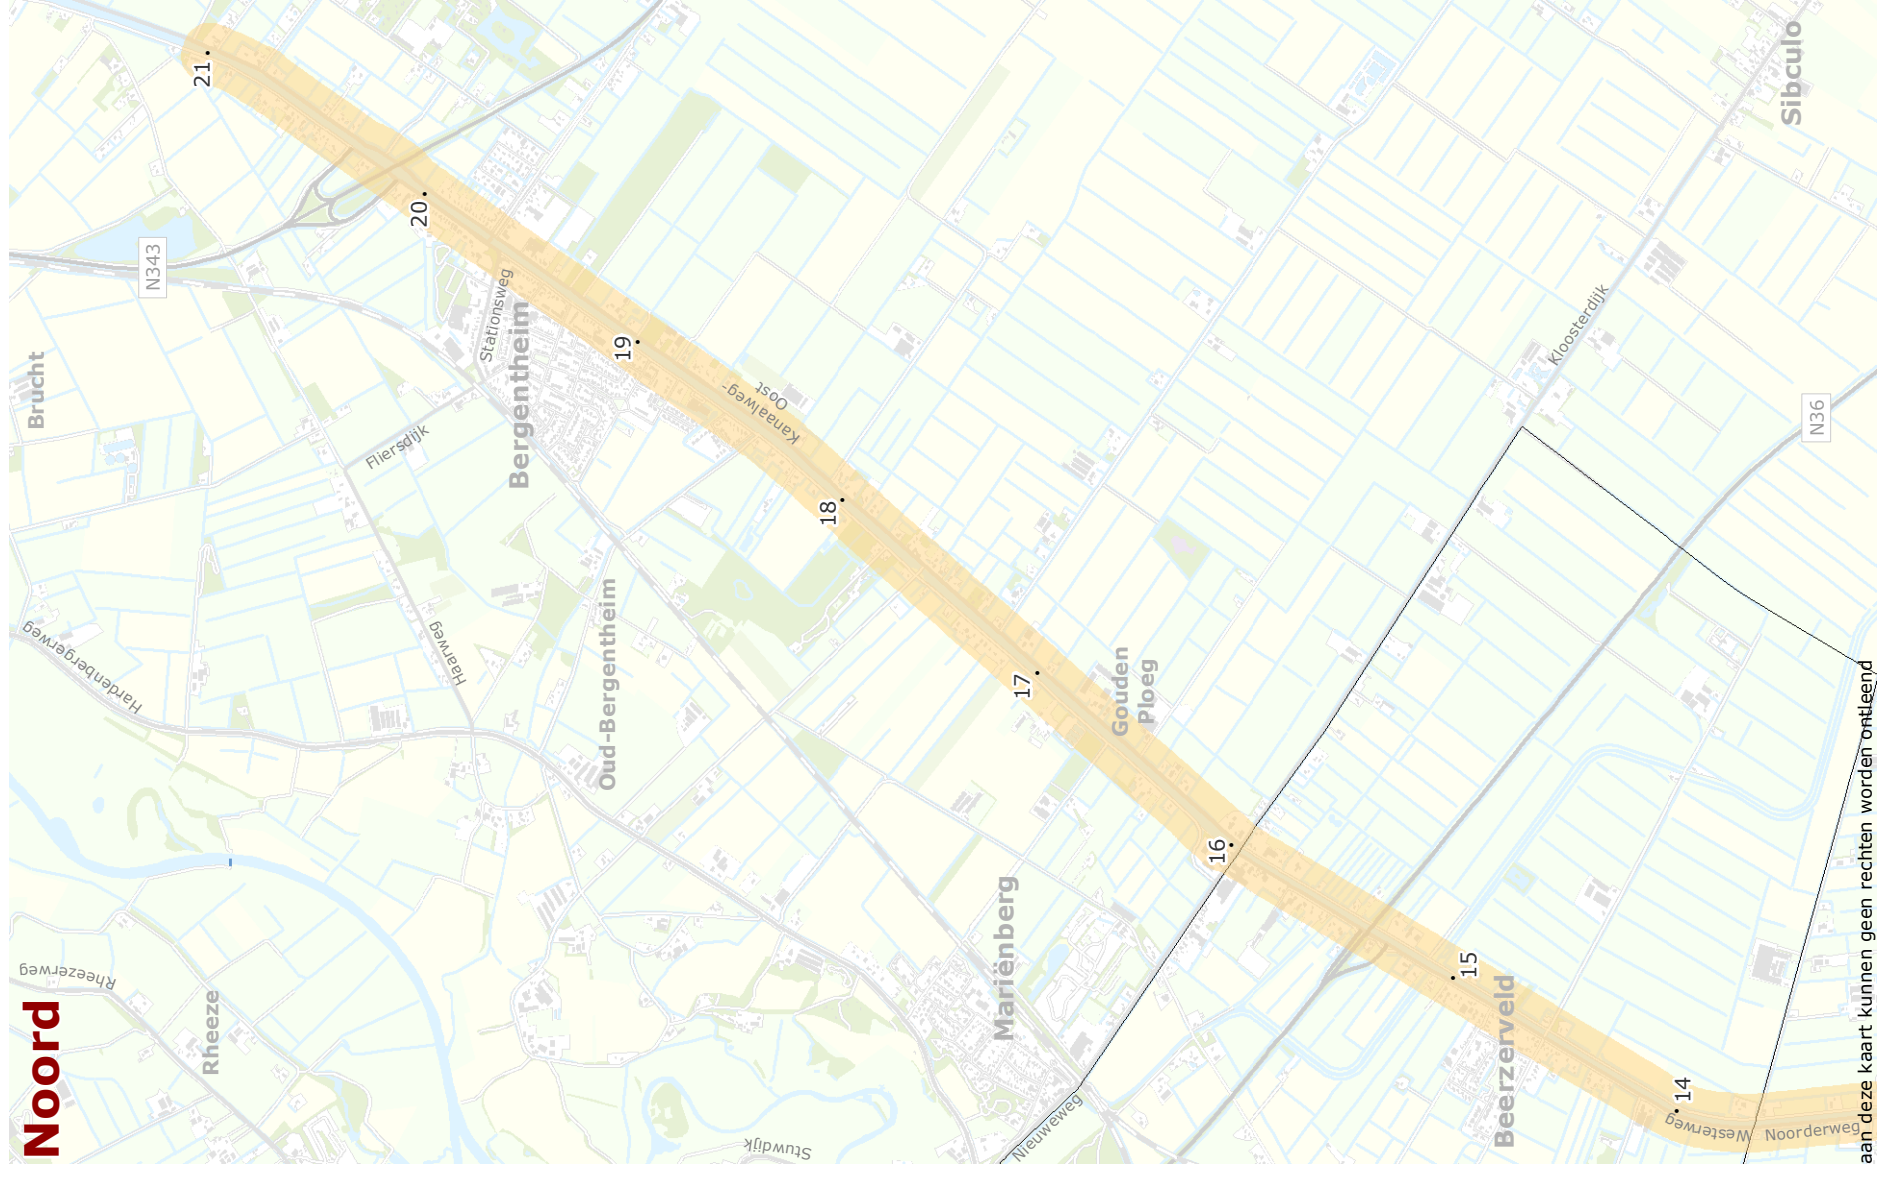 Noord
21
20
19
18
17
16
15
14
N343
N36
Brucht
Stationsweg
Bergentheim
Fliersdijk
Kanaalweg-
Oost
Hardenbergerweg
Haarweg
Oud-Bergentheim
Gouden
Ploeg
Kloosterdijk
Sibculo
Rheezerweg
Rheeze
Mariënberg
Stuwdijk
Nieuweweg
Beerzerveld
Westerweg
Noorderweg
aan deze kaart kunnen geen rechten worden ontleend